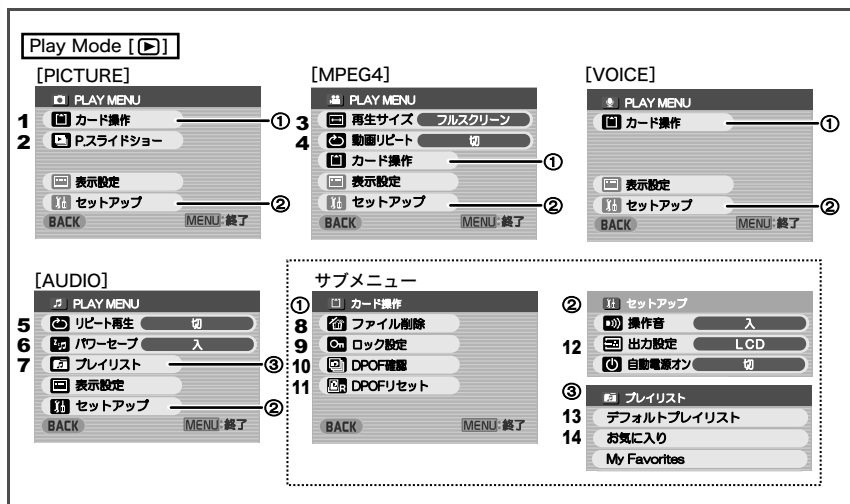 Play Mode [▶]
[PICTURE]
PLAY MENU
1 カード操作 ①
2 P.スライドショー
表示設定
セットアップ ②
BACK MENU:終了
[MPEG4]
PLAY MENU
3 再生サイズ フルスクリーン
4 動画リピート 切
カード操作 ①
表示設定
セットアップ ②
BACK MENU:終了
[VOICE]
PLAY MENU
カード操作 ①
表示設定
セットアップ ②
BACK MENU:終了
[AUDIO]
PLAY MENU
5 リピート再生 切
6 パワーセーブ 入
7 プレイリスト ③
表示設定
セットアップ ②
BACK MENU:終了
サブメニュー
① カード操作
8 ファイル削除
9 ロック設定
10 DPOF確認
11 DPOFリセット
BACK MENU:終了
② セットアップ
操作音 入
12 出力設定 LCD
自動電源オン 切
③ プレイリスト
13 デフォルトプレイリスト
14 お気に入り
My Favorites